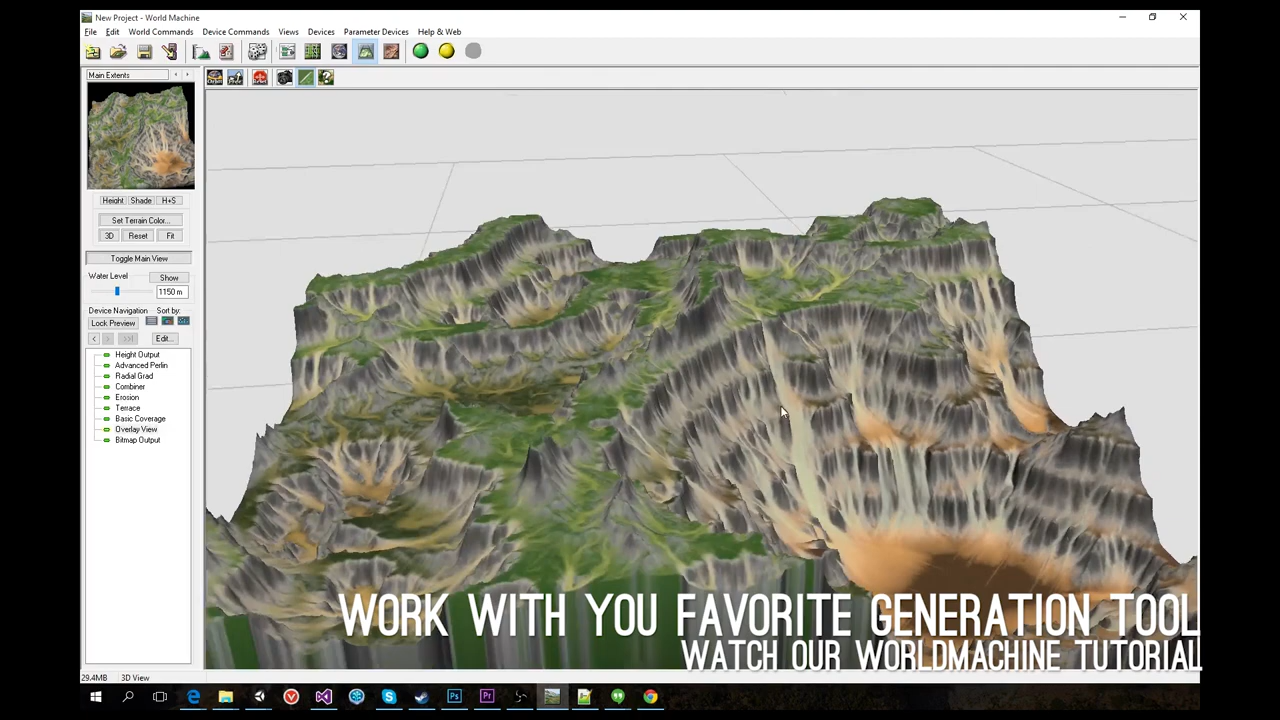 New Project - World Machine
File Edit World Commands Device Commands Views Devices Parameter Devices Help & Web
Main Extents
Height Shade H+S
Set Terrain Color...
3D Reset Fit
Toggle Main View
Water Level Show
1150 m
Device Navigation Sort by:
Lock Preview
Edit...
Height Output
Advanced Perlin
Radial Grad
Combiner
Erosion
Terrace
Basic Coverage
Overlay View
Bitmap Output
WORK WITH YOU FAVORITE GENERATION TOOL
WATCH OUR WORLDMACHINE TUTORIAL
29.4MB 3D View